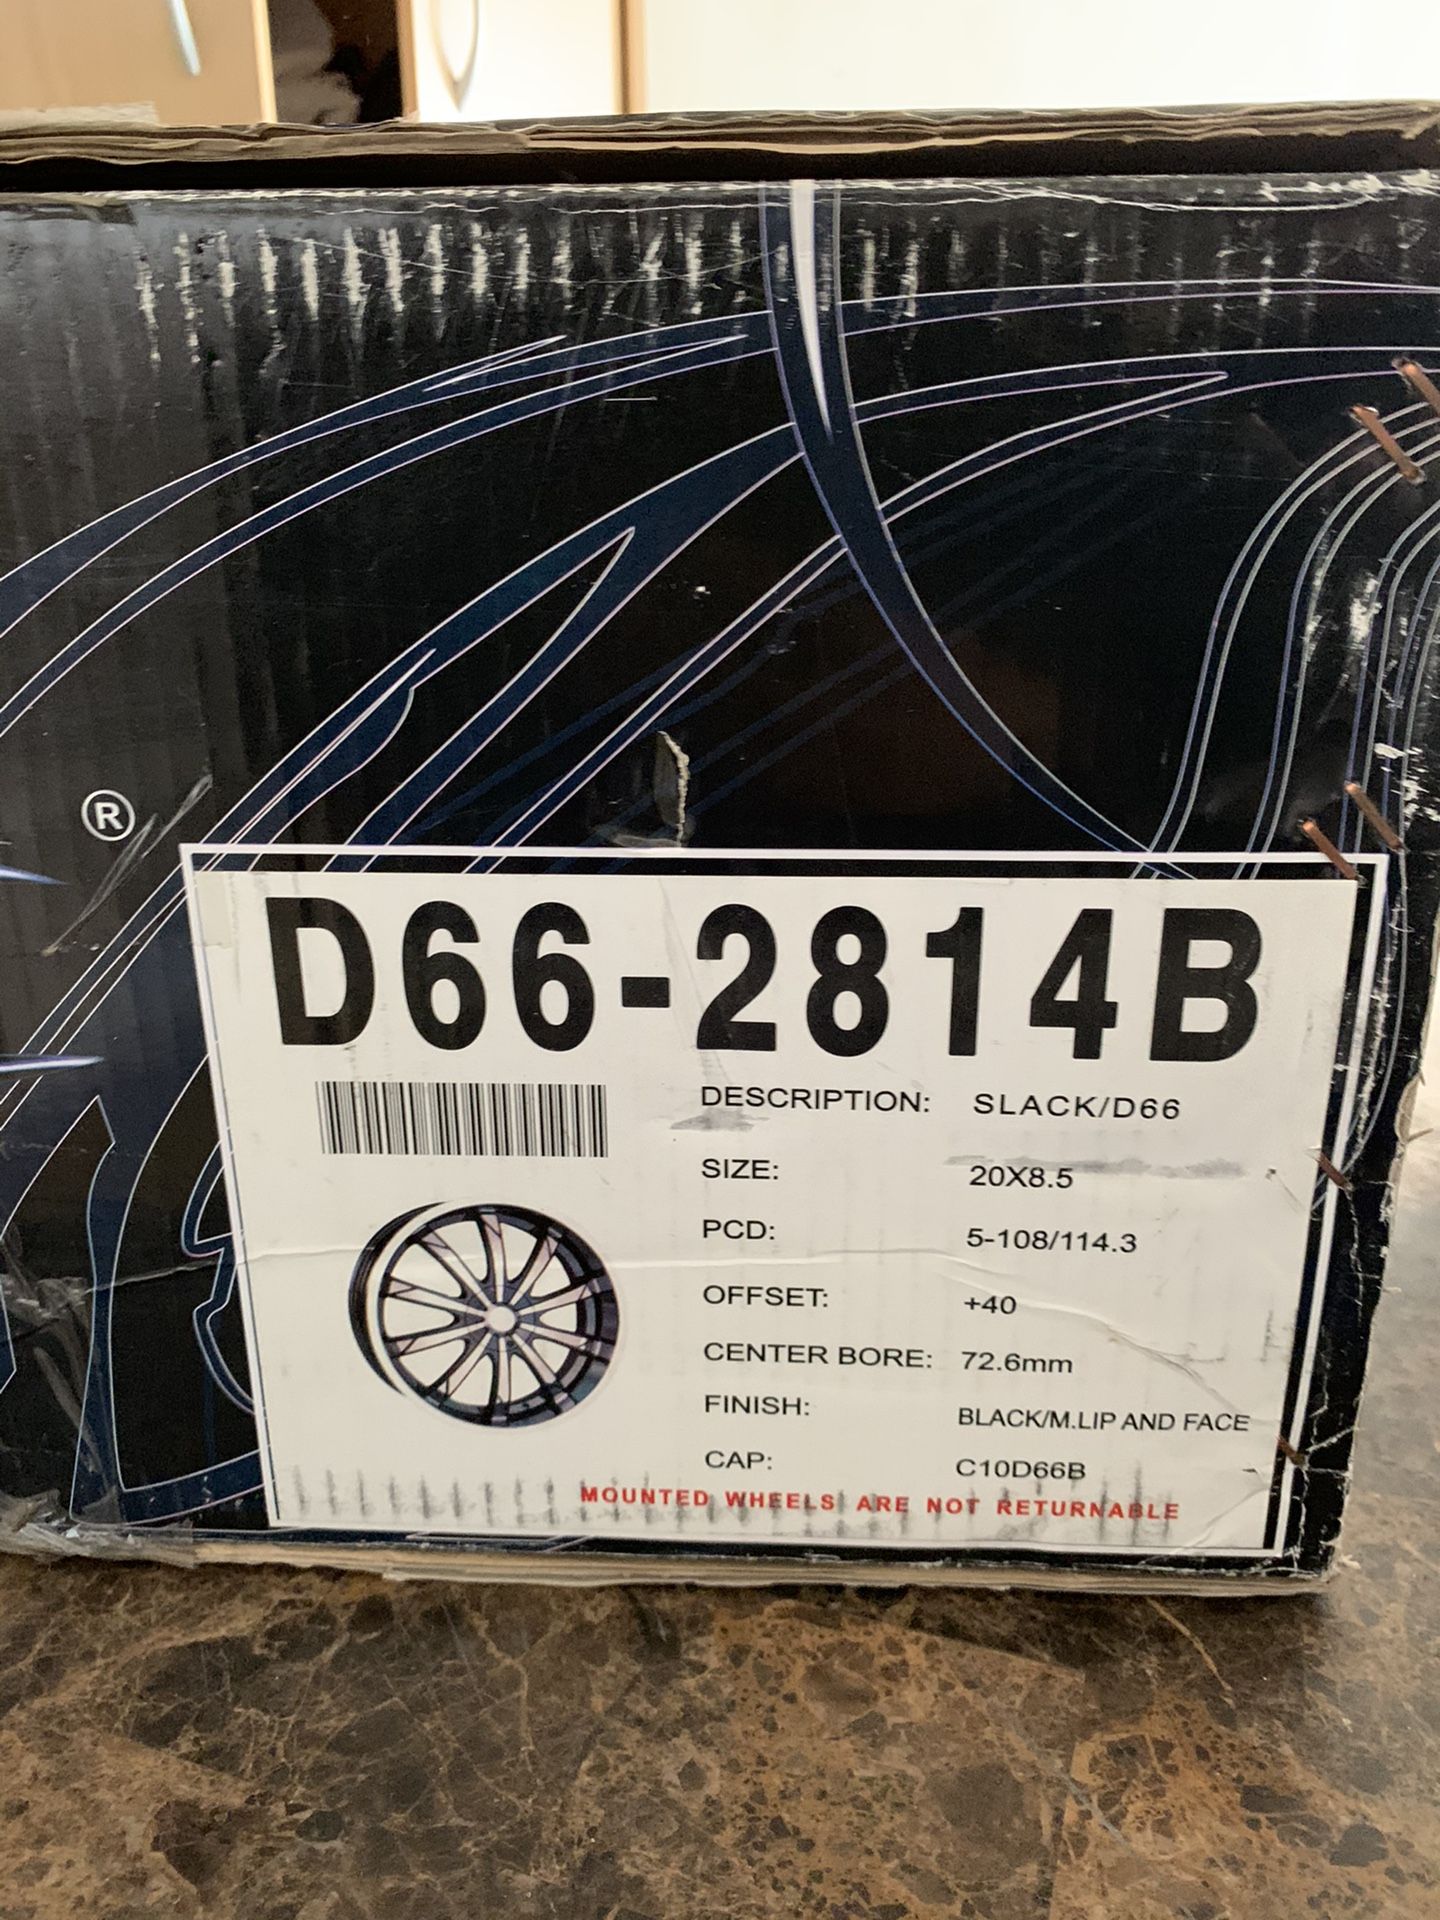 ®
D66-2814B
DESCRIPTION: SLACK/D66
SIZE: 20X8.5
PCD: 5-108/114.3
OFFSET: +40
CENTER BORE: 72.6mm
FINISH: BLACK/M.LIP AND FACE
CAP: C10D66B
MOUNTED WHEELS ARE NOT RETURNABLE